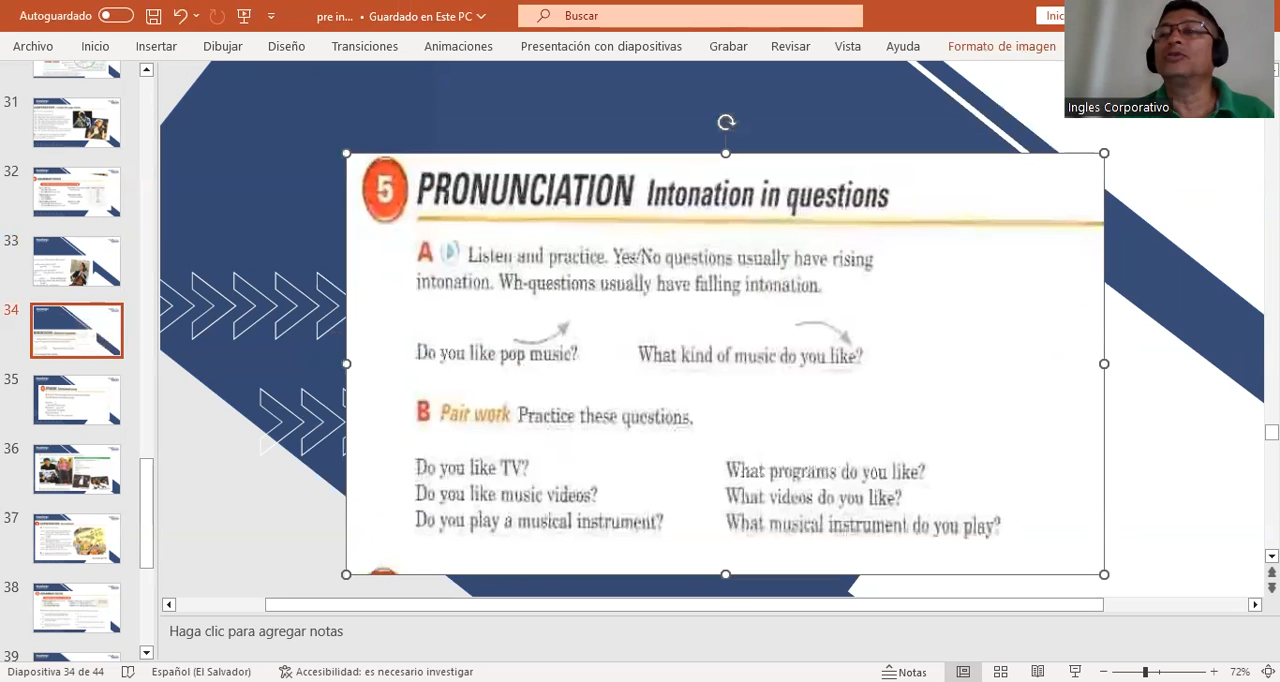 Autoguardado
pre in... • Guardado en Este PC
Buscar
Inic
Archivo Inicio Insertar Dibujar Diseño Transiciones Animaciones Presentación con diapositivas Grabar Revisar Vista Ayuda Formato de imagen
Ingles Corporativo
31
32
33
34
35
36
37
38
39
5 PRONUNCIATION Intonation in questions
A Listen and practice. Yes/No questions usually have rising
intonation. Wh-questions usually have falling intonation.
Do you like pop music? What kind of music do you like?
B Pair work Practice these questions.
Do you like TV? What programs do you like?
Do you like music videos? What videos do you like?
Do you play a musical instrument? What musical instrument do you play?
Haga clic para agregar notas
Diapositiva 34 de 44 Español (El Salvador) Accesibilidad: es necesario investigar Notas 72%